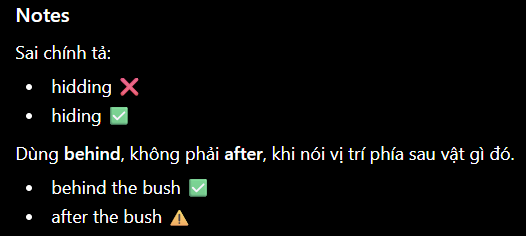 Notes
Sai chính tả:
• hidding ❌
• hiding ✅
Dùng behind, không phải after, khi nói vị trí phía sau vật gì đó.
• behind the bush ✅
• after the bush ⚠️